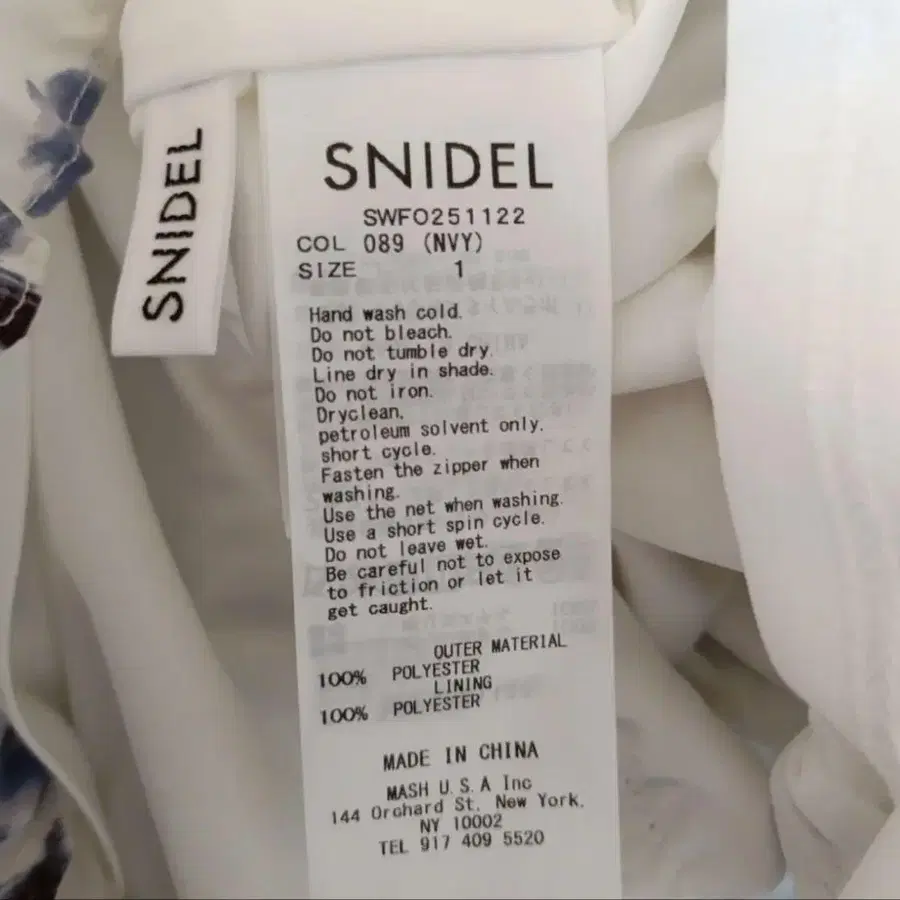 SNIDEL
SNIDEL
SWFO251122
COL 089 (NVY)
SIZE 1
Hand wash cold.
Do not bleach.
Do not tumble dry.
Line dry in shade.
Do not iron.
Dryclean,
petroleum solvent only.
short cycle.
Fasten the zipper when
washing.
Use the net when washing.
Use a short spin cycle.
Do not leave wet.
Be careful not to expose
to friction or let it
get caught.
OUTER MATERIAL
100% POLYESTER
LINING
100% POLYESTER
MADE IN CHINA
MASH U.S.A Inc
144 Orchard St. New York.
NY 10002
TEL 917 409 5520